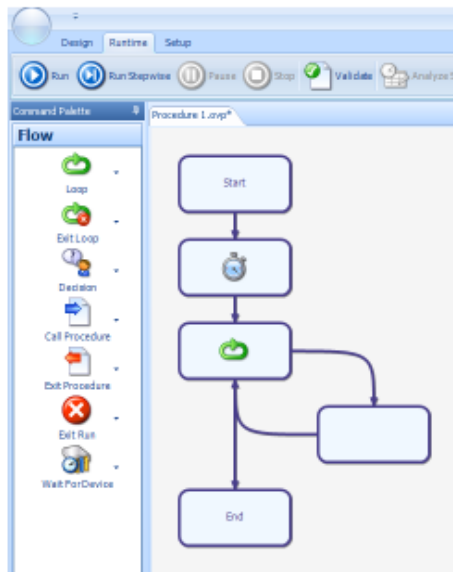 Design Runtime Setup
Run Run Stepwise Pause Stop Validate Analyze
Command Palette
Procedure 1.ovp*
Flow
Loop
Exit Loop
Decision
Call Procedure
Exit Procedure
Exit Run
Wait For Device
Start
End